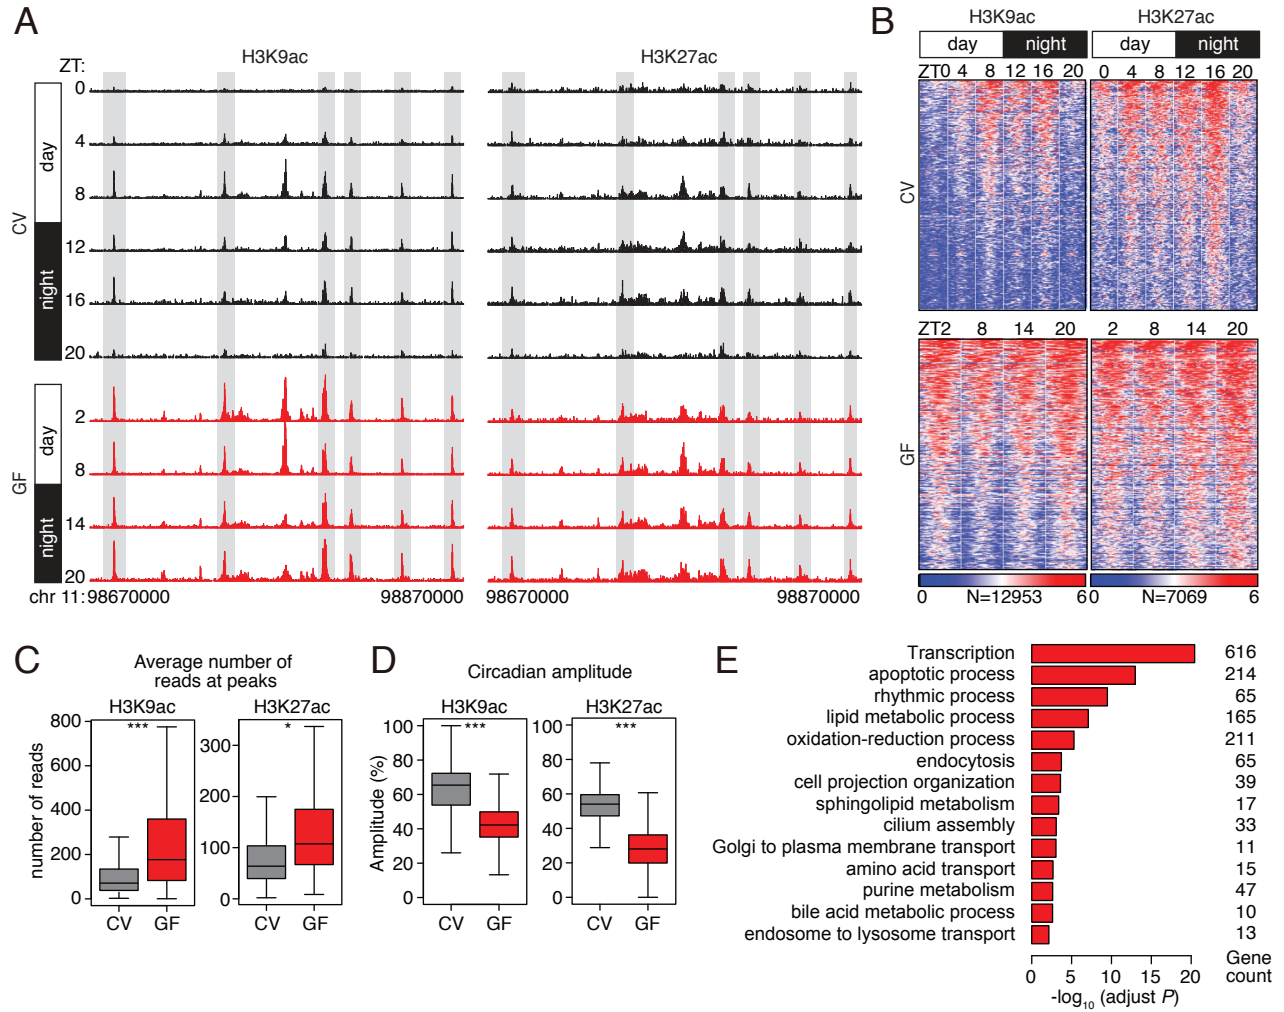 A
H3K9ac
H3K27ac
ZT:
0
4
8
12
16
20
2
8
14
20
CV
day
night
GF
day
night
chr 11:98670000
98870000
98670000
98870000
B
H3K9ac
H3K27ac
day
night
day
night
ZT0 4 8 12 16 20
0 4 8 12 16 20
CV
ZT2 8 14 20
2 8 14 20
GF
0 N=12953 6
0 N=7069 6
C
Average number of
reads at peaks
H3K9ac
H3K27ac
***
*
number of reads
800
600
400
200
0
300
200
100
0
CV GF
CV GF
D
Circadian amplitude
H3K9ac
H3K27ac
***
***
Amplitude (%)
100
80
60
40
20
0
100
80
60
40
20
0
CV GF
CV GF
E
Transcription 616
apoptotic process 214
rhythmic process 65
lipid metabolic process 165
oxidation-reduction process 211
endocytosis 65
cell projection organization 39
sphingolipid metabolism 17
cilium assembly 33
Golgi to plasma membrane transport 11
amino acid transport 15
purine metabolism 47
bile acid metabolic process 10
endosome to lysosome transport 13
0 5 10 15 20
-log10 (adjust P)
Gene
count